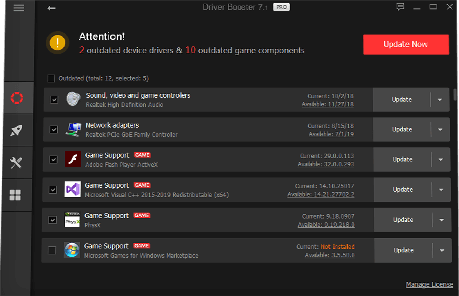 Driver Booster 7.1 PRO
Attention!
2 outdated device drivers & 10 outdated game components
Update Now
Outdated (total: 12, selected: 5)
Sound, video and game controllers
Realtek High Definition Audio
Current: 10/2/18
Available: 11/27/18
Update
Network adapters
Realtek PCIe GbE Family Controller
Current: 8/15/18
Available: 7/1/19
Update
Game Support GAME
Adobe Flash Player ActiveX
Current: 29.0.0.113
Available: 32.0.0.293
Update
Game Support GAME
Microsoft Visual C++ 2015-2019 Redistributable (x64)
Current: 14.16.25017
Available: 14.21.27702.2
Update
Game Support GAME
PhysX
Current: 9.18.0907
Available: 9.19.218.0
Update
Game Support GAME
Microsoft Games for Windows Marketplace
Current: Not Installed
Available: 3.5.50.0
Update
Manage License